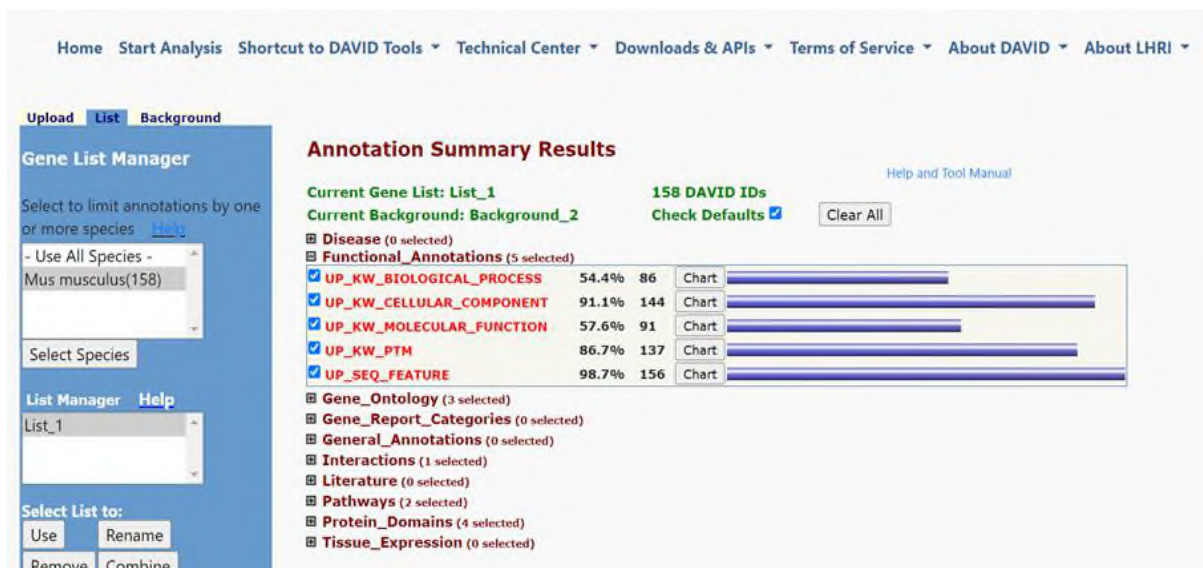 Home Start Analysis Shortcut to DAVID Tools Technical Center Downloads & APIs Terms of Service About DAVID About LHRI
Upload List Background
Gene List Manager
Select to limit annotations by one
or more species Help
- Use All Species -
Mus musculus(158)
Select Species
List Manager Help
List_1
Select List to:
Use Rename
Remove Combine
Annotation Summary Results
Help and Tool Manual
Current Gene List: List_1 158 DAVID IDs
Current Background: Background_2 Check Defaults Clear All
Disease (0 selected)
Functional_Annotations (5 selected)
UP_KW_BIOLOGICAL_PROCESS 54.4% 86 Chart
UP_KW_CELLULAR_COMPONENT 91.1% 144 Chart
UP_KW_MOLECULAR_FUNCTION 57.6% 91 Chart
UP_KW_PTM 86.7% 137 Chart
UP_SEQ_FEATURE 98.7% 156 Chart
Gene_Ontology (3 selected)
Gene_Report_Categories (0 selected)
General_Annotations (0 selected)
Interactions (1 selected)
Literature (0 selected)
Pathways (2 selected)
Protein_Domains (4 selected)
Tissue_Expression (0 selected)